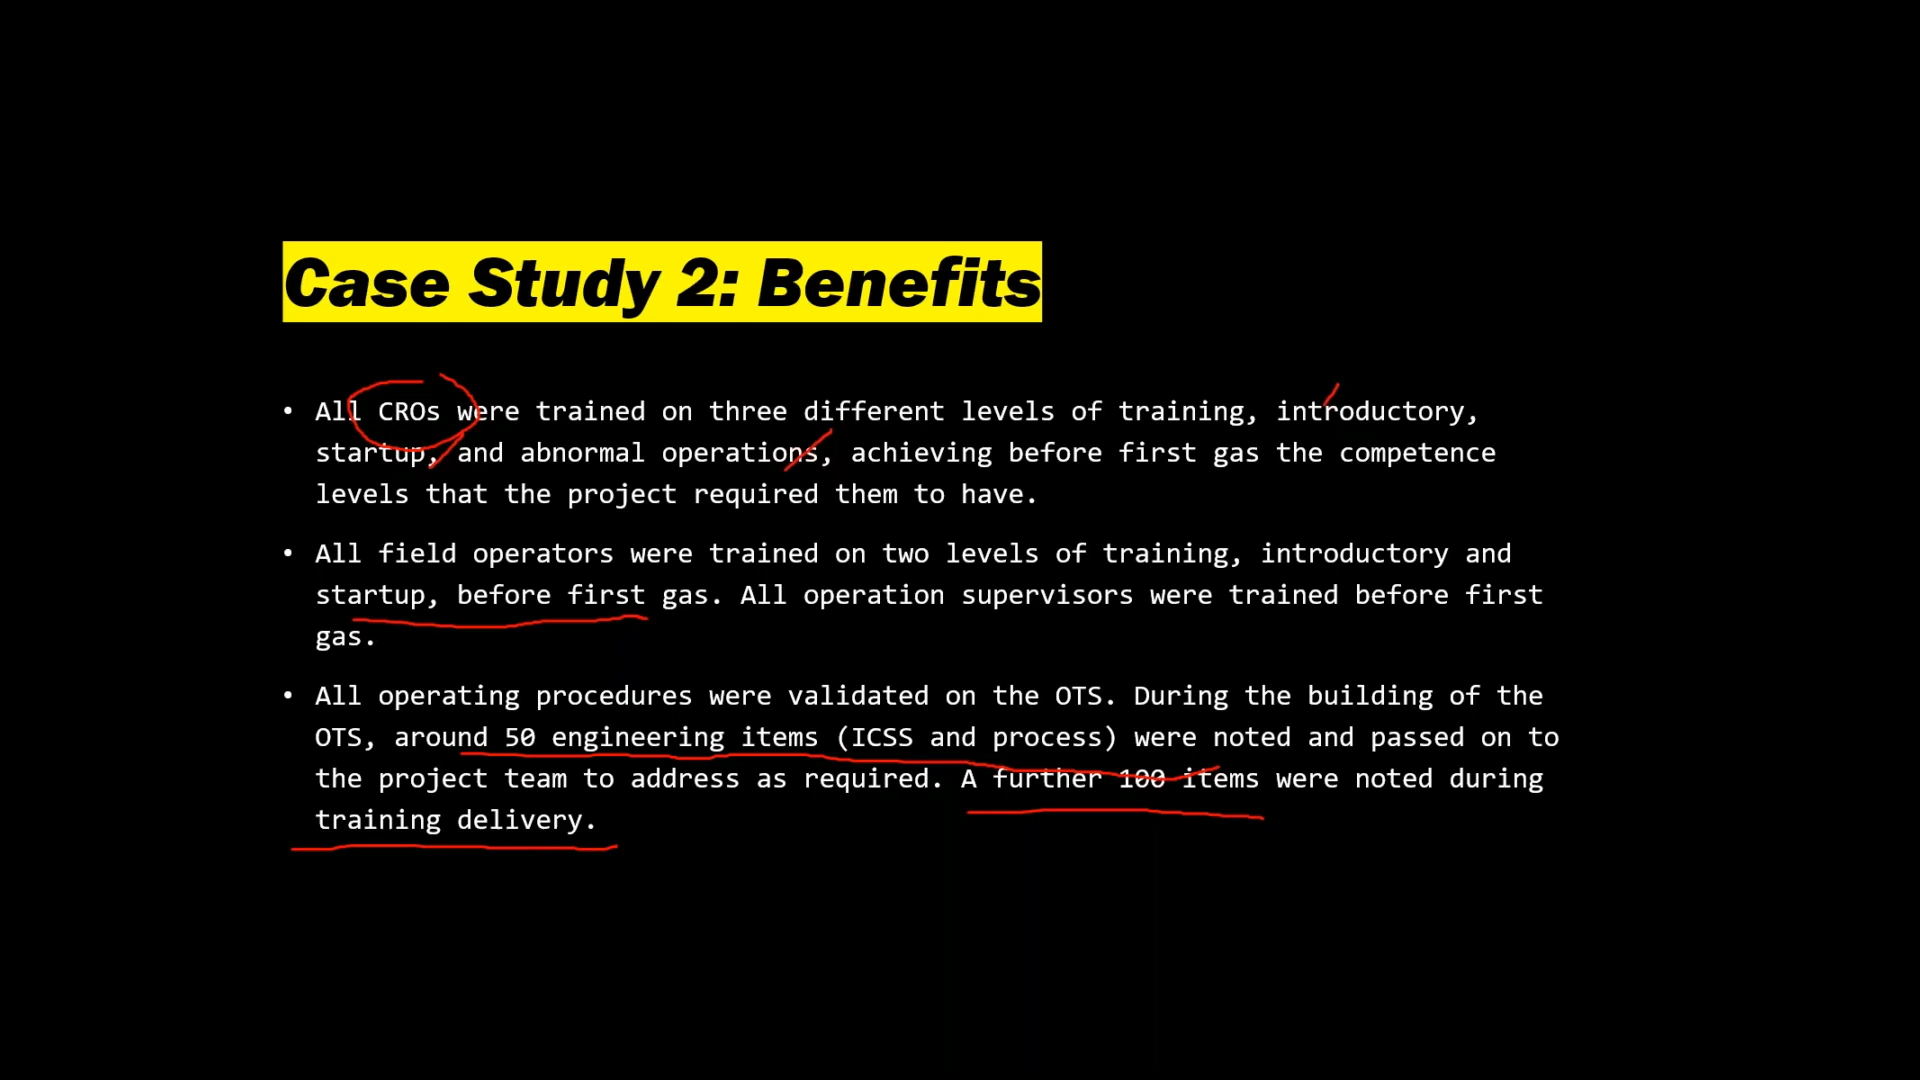 Case Study 2: Benefits
• All CROs were trained on three different levels of training, introductory,
startup, and abnormal operations, achieving before first gas the competence
levels that the project required them to have.
• All field operators were trained on two levels of training, introductory and
startup, before first gas. All operation supervisors were trained before first
gas.
• All operating procedures were validated on the OTS. During the building of the
OTS, around 50 engineering items (ICSS and process) were noted and passed on to
the project team to address as required. A further 100 items were noted during
training delivery.